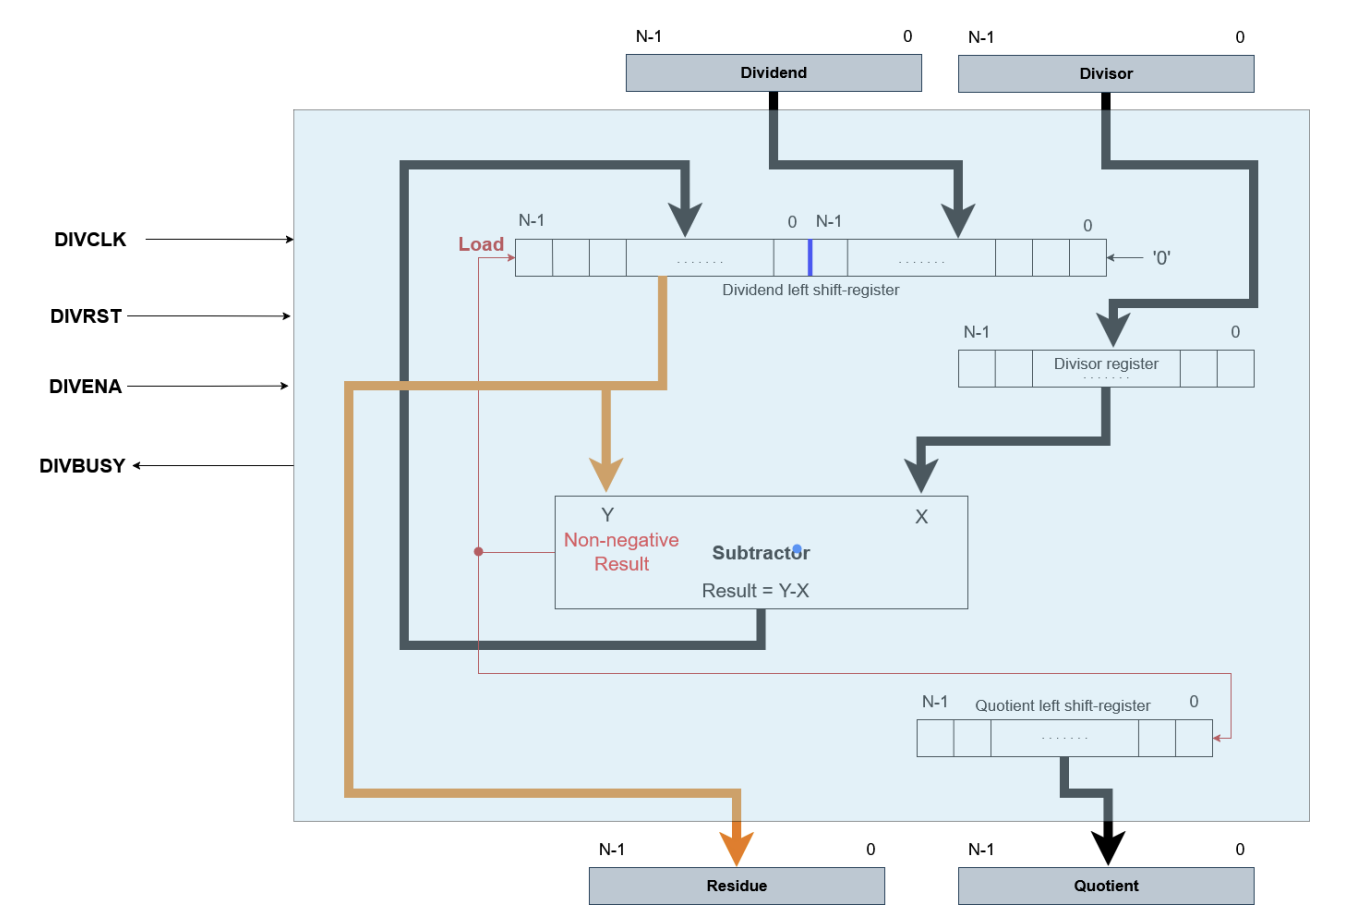 N-1 0 N-1 0
Dividend Divisor
N-1 0 N-1 0
DIVCLK Load . . . . . . . . . . . . . . '0'
Dividend left shift-register
DIVRST N-1 0
Divisor register
. . . . . . .
DIVENA
DIVBUSY
Y X
Non-negative
Result
Subtractor
Result = Y-X
N-1 Quotient left shift-register 0
. . . . . . .
N-1 0 N-1 0
Residue Quotient